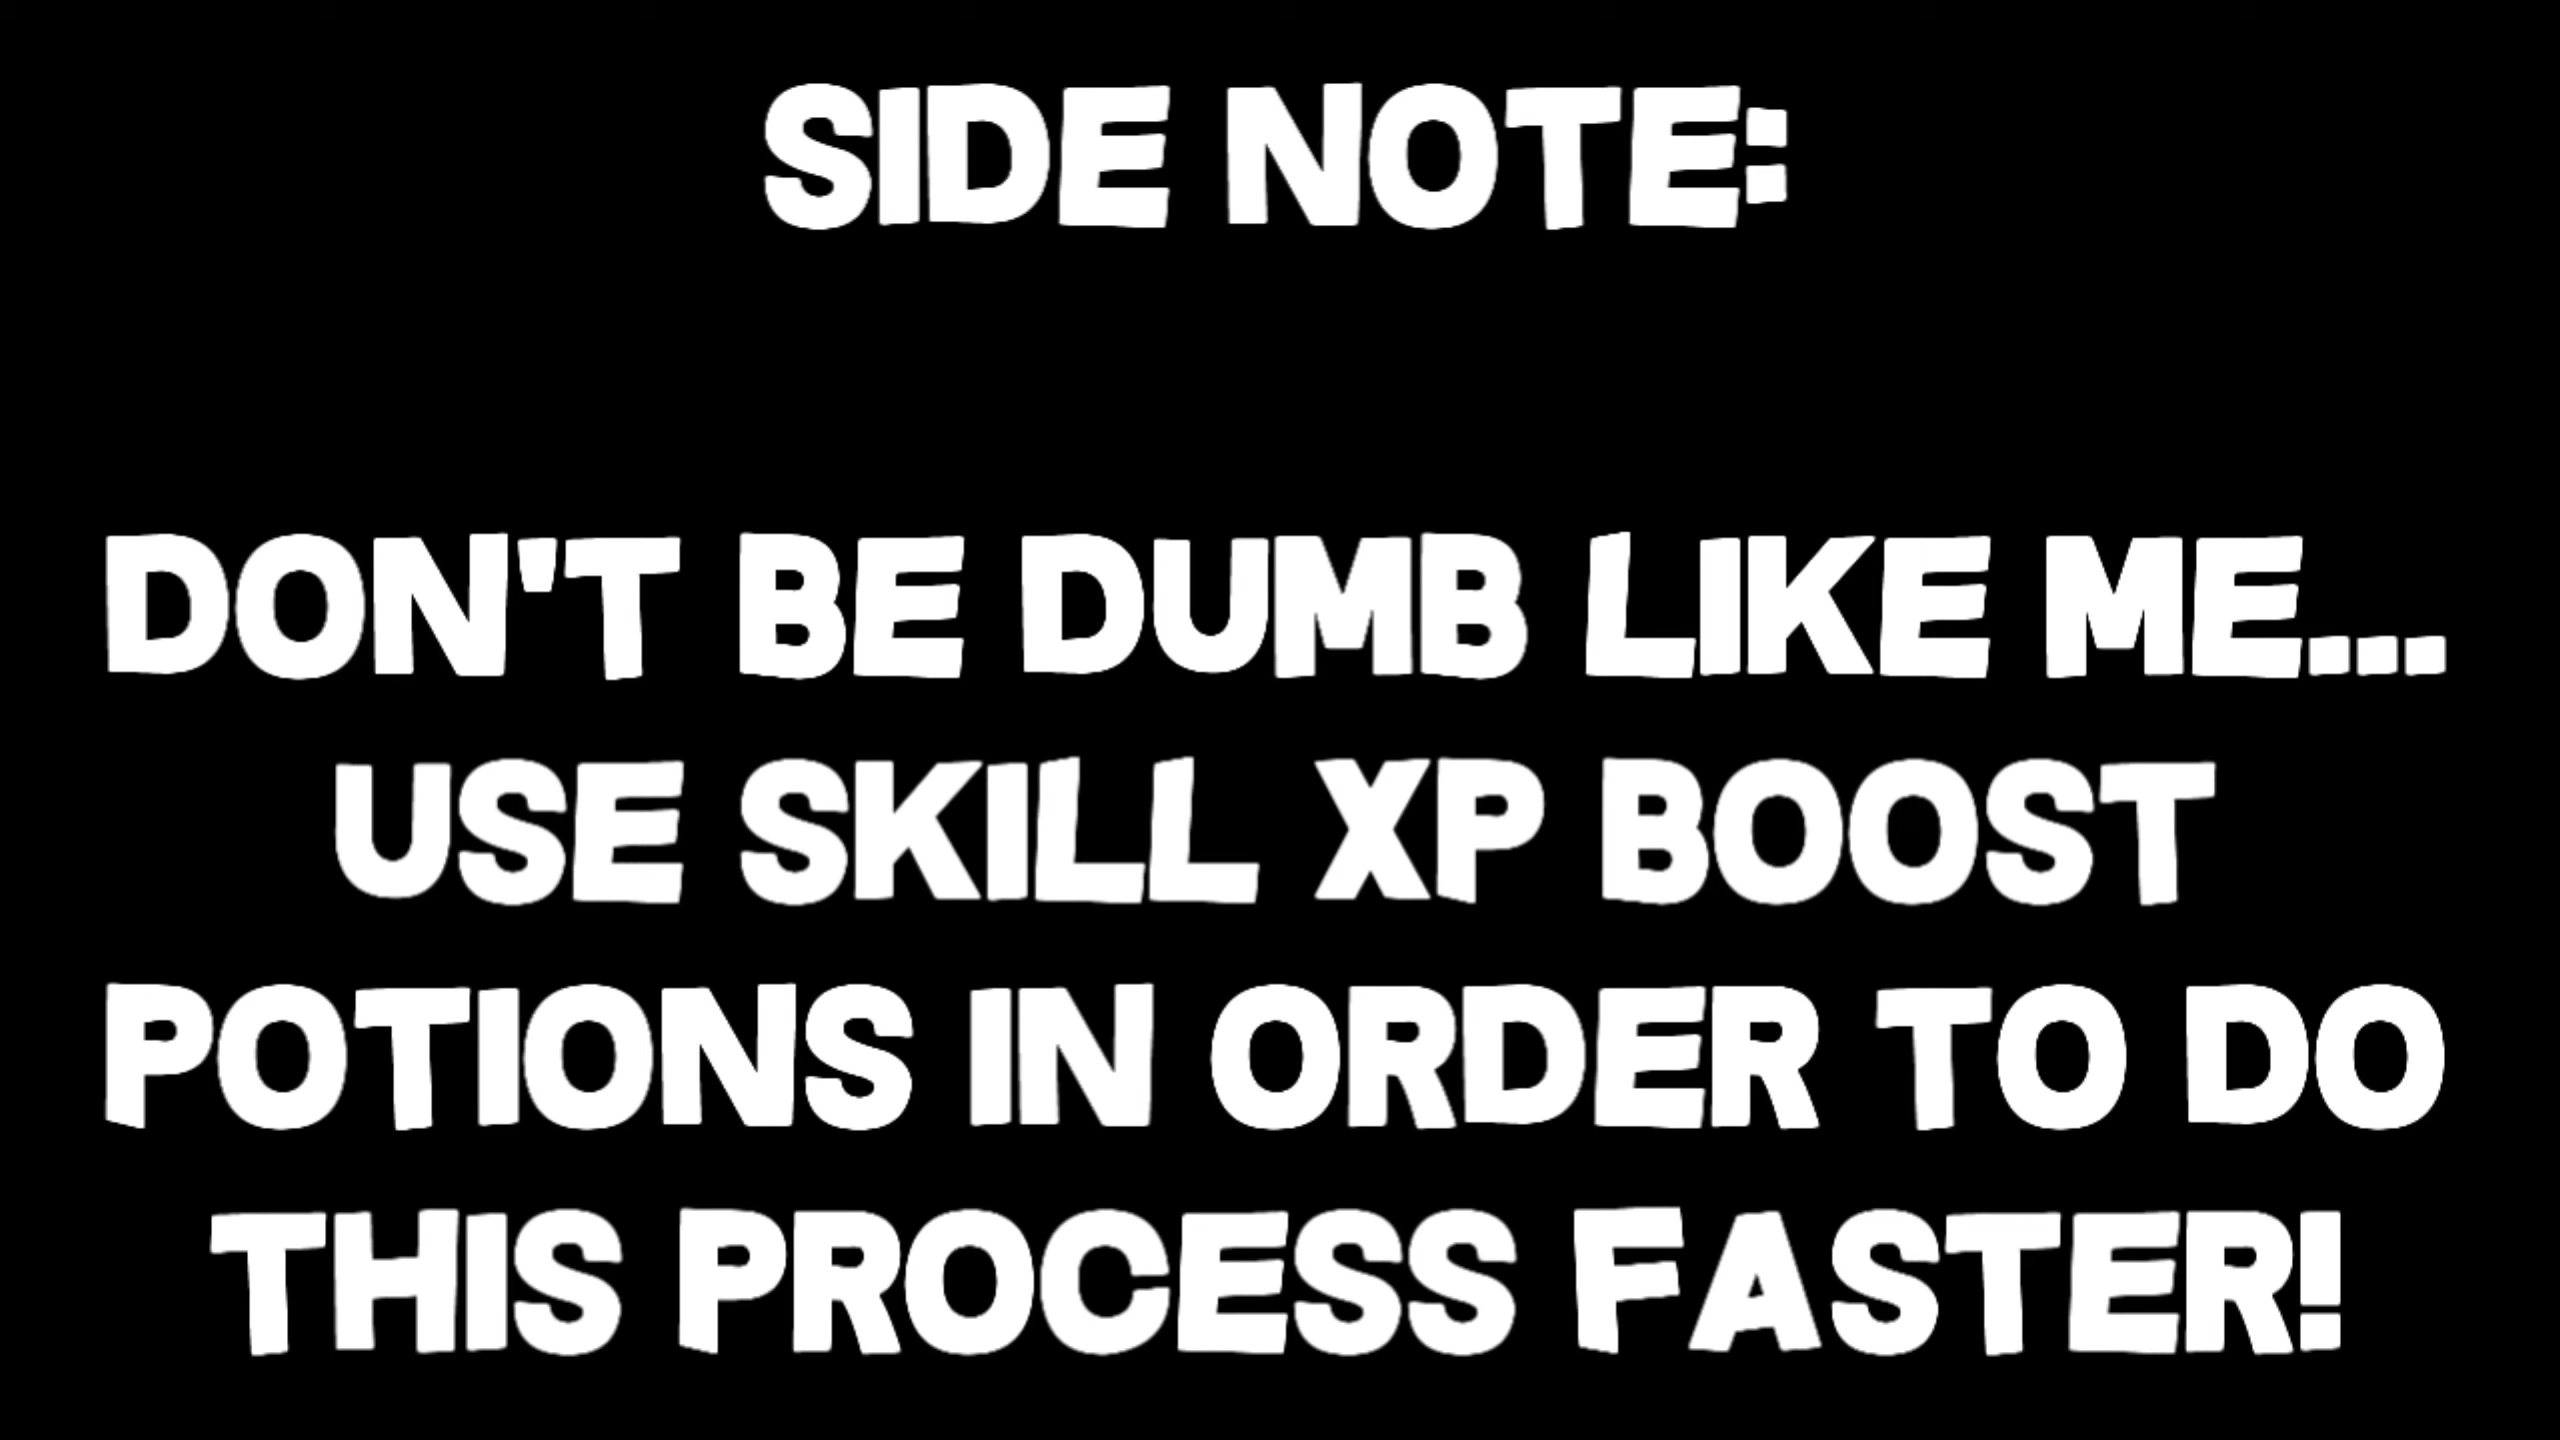 SIDE NOTE:
DON'T BE DUMB LIKE ME...
USE SKILL XP BOOST
POTIONS IN ORDER TO DO
THIS PROCESS FASTER!